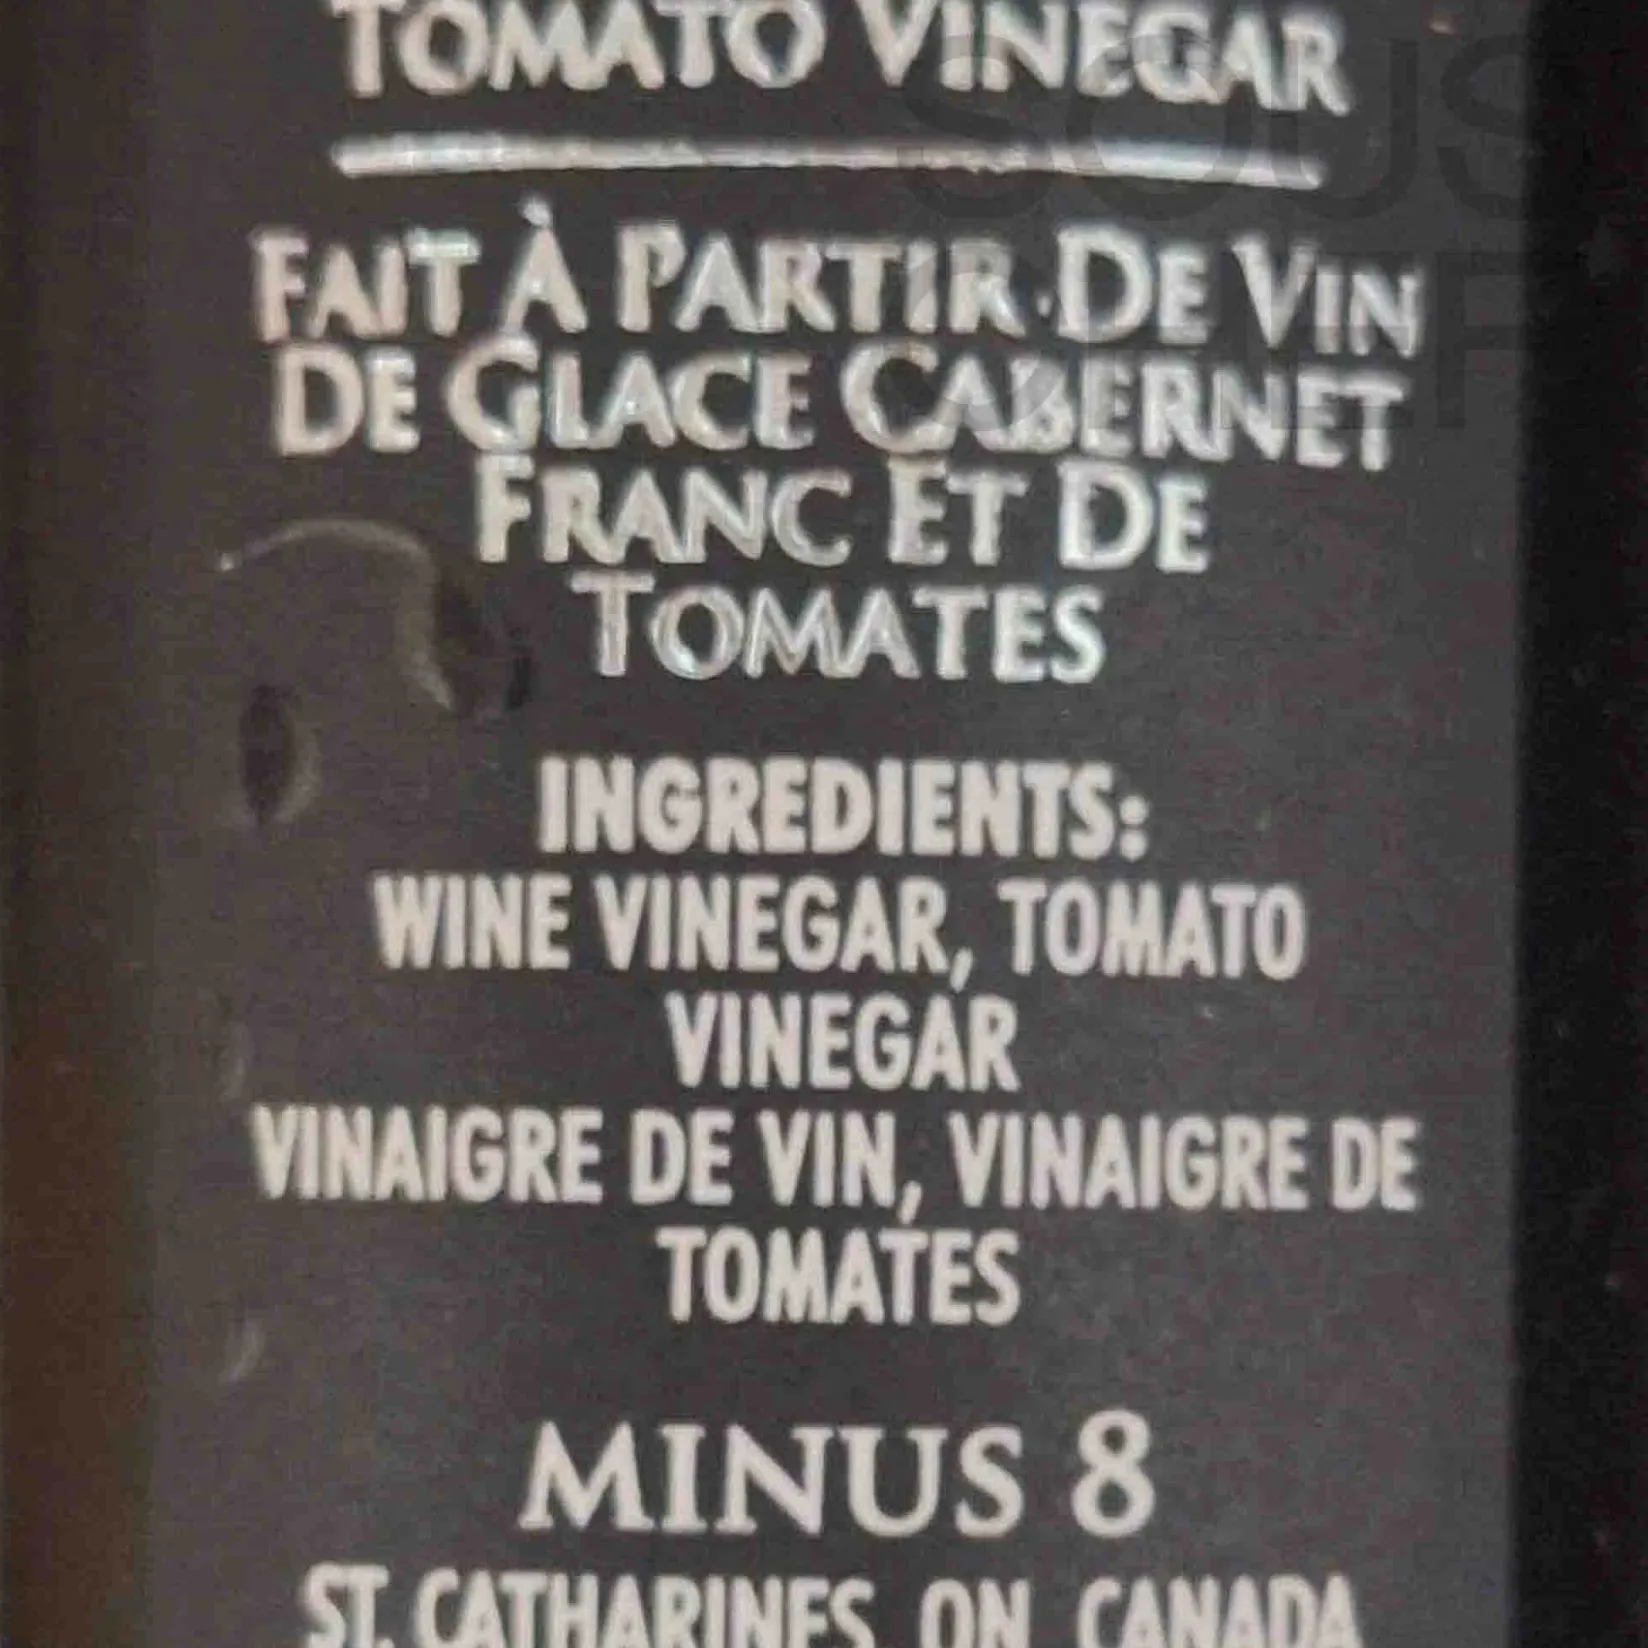 TOMATO VINEGAR
FAIT À PARTIR DE VIN
DE GLACE CABERNET
FRANC ET DE
TOMATES
INGREDIENTS:
WINE VINEGAR, TOMATO
VINEGAR
VINAIGRE DE VIN, VINAIGRE DE
TOMATES
MINUS 8
ST. CATHARINES, ON, CANADA